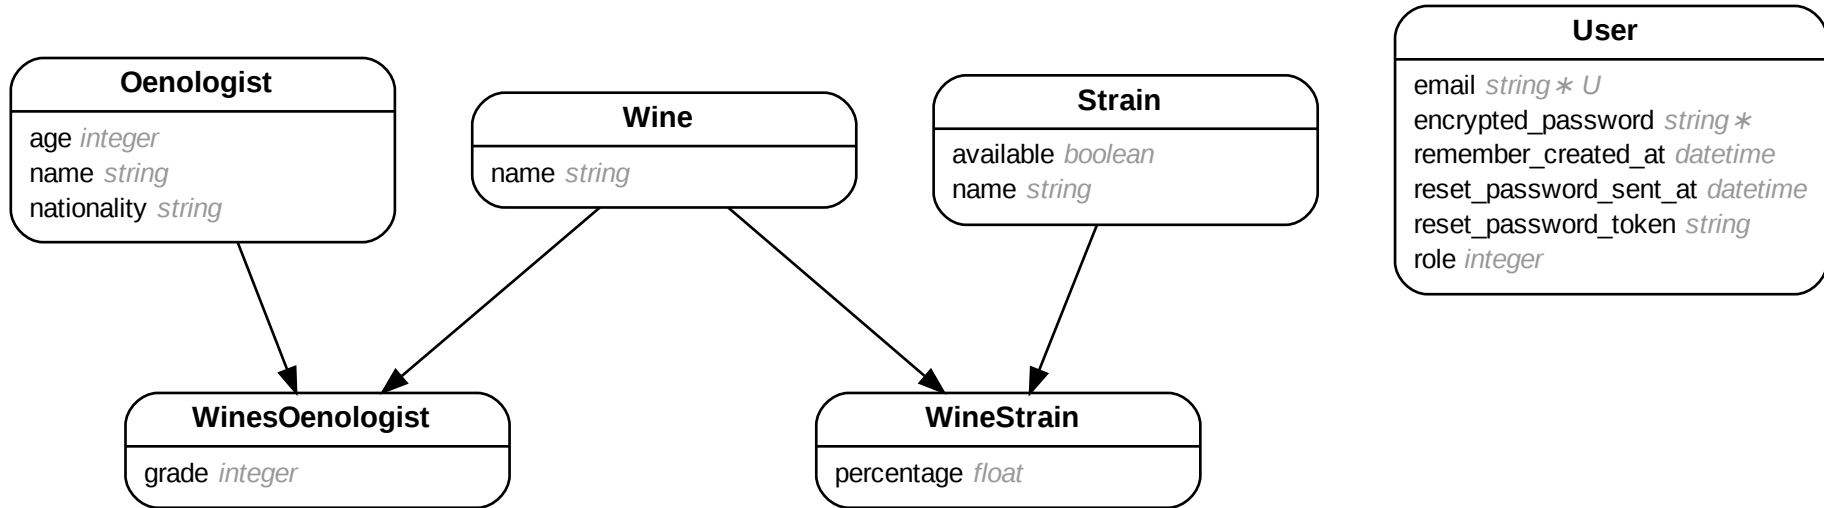 Oenologist
age integer
name string
nationality string
Wine
name string
Strain
available boolean
name string
User
email string∗ U
encrypted_password string∗
remember_created_at datetime
reset_password_sent_at datetime
reset_password_token string
role integer
WinesOenologist
grade integer
WineStrain
percentage float